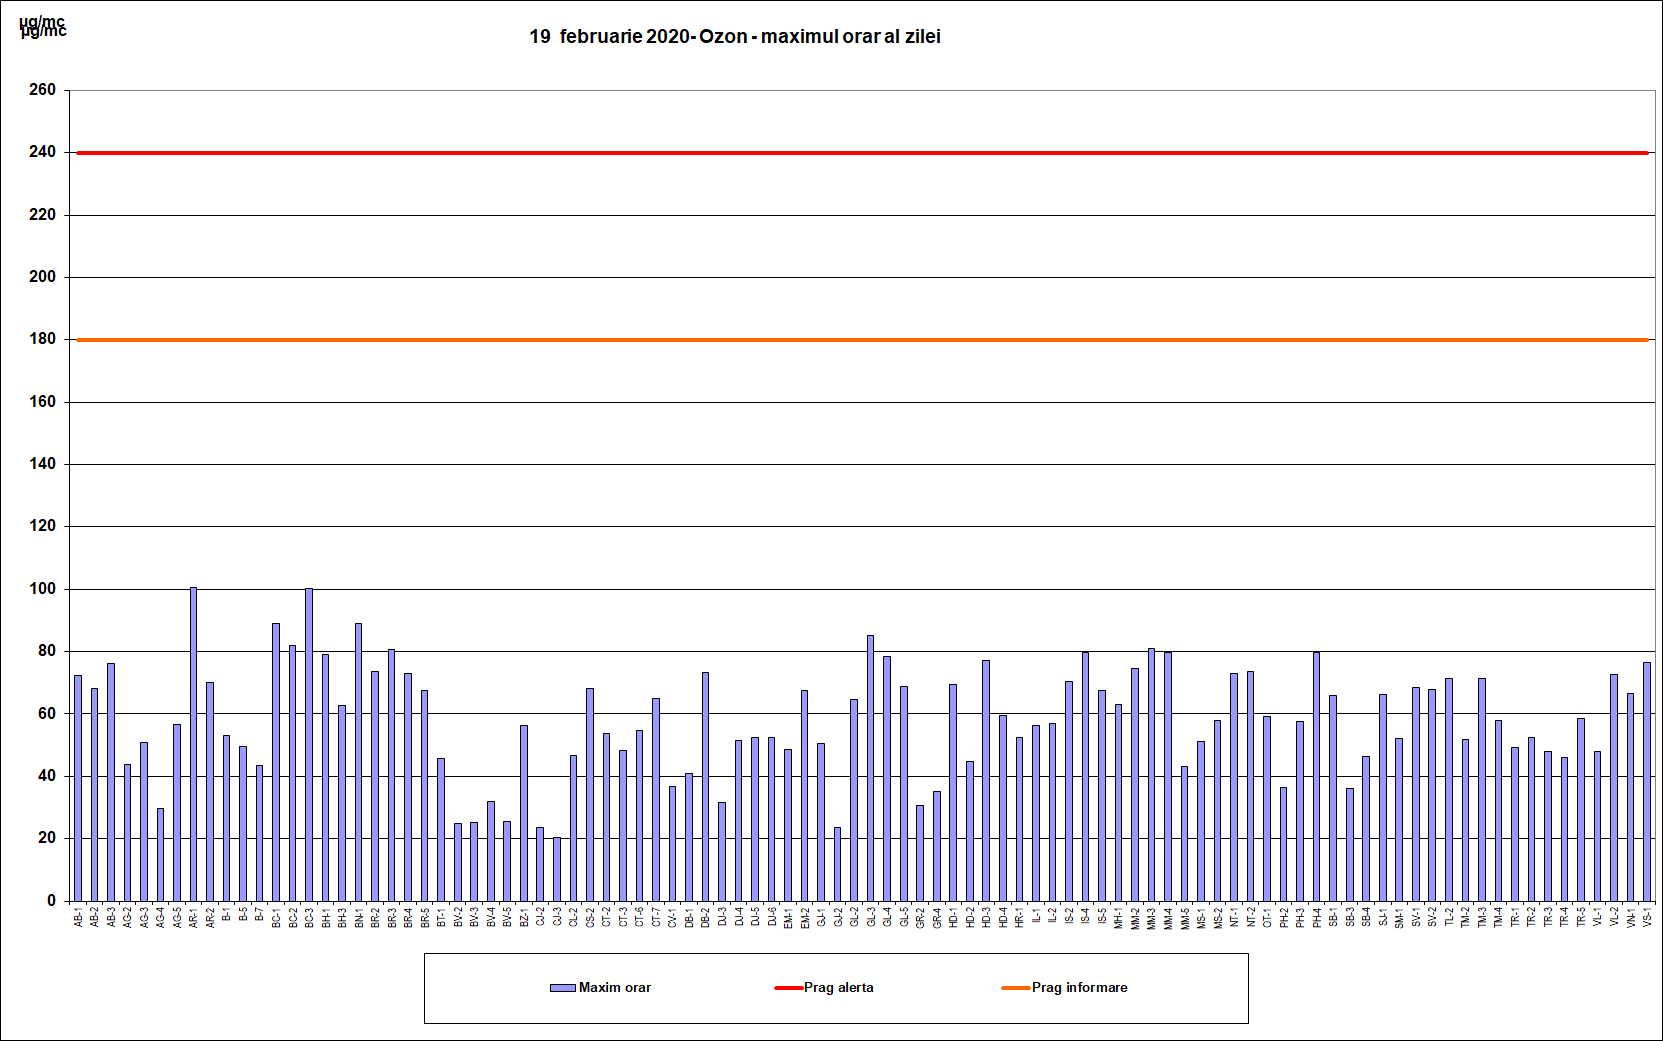 µg/mc
µg/mc
19 februarie 2020- Ozon - maximul orar al zilei
260
240
220
200
180
160
140
120
100
80
60
40
20
0
AB-1 AB-2 AB-3 AG-2 AG-3 AG-4 AG-5 AR-1 AR-2 B-1 B-5 B-7 BC-1 BC-2 BC-3 BH-1 BH-3 BN-1 BR-2 BR-3 BR-4 BR-5 BT-1 BV-2 BV-3 BV-4 BV-5 BZ-1 CJ-2 CJ-3 CL-2 CS-2 CT-2 CT-3 CT-6 CT-7 CV-1 DB-1 DB-2 DJ-3 DJ-4 DJ-5 DJ-6 EM-1 EM-2 GJ-1 GJ-2 GL-2 GL-3 GL-4 GL-5 GR-2 GR-4 HD-1 HD-2 HD-3 HD-4 HR-1 IL-1 IL-2 IS-2 IS-4 IS-5 MH-1 MM-2 MM-3 MM-4 MM-5 MS-1 MS-2 NT-1 NT-2 OT-1 PH-2 PH-3 PH-4 SB-1 SB-3 SB-4 SJ-1 SM-1 SV-1 SV-2 TL-2 TM-2 TM-3 TM-4 TR-1 TR-2 TR-3 TR-4 TR-5 VL-1 VL-2 VN-1 VS-1
Maxim orar Prag alerta Prag informare